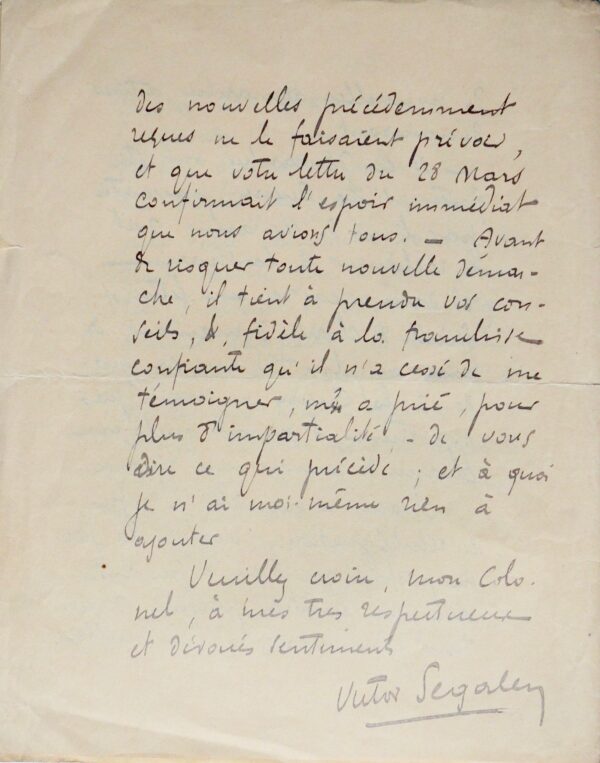 des nouvelles précédemment
reçues ne le faisaient prévoir,
et que votre lettre du 28 Mars
confirmait l'espoir immédiat
que nous avions tous. — Avant
de risquer toute nouvelle démar-
che, il tient à prendre vos con-
seils, &, fidèle à la franchise
confiante qu'il n'a cessé de me
témoigner, m'a prié, pour
plus d'impartialité, - de vous
dire ce qui précède ; et à quoi
je n'ai moi-même rien à
ajouter
Veuillez croire, mon Colo-
nel, à mes très respectueux
et dévoués sentiments
Victor Segalen